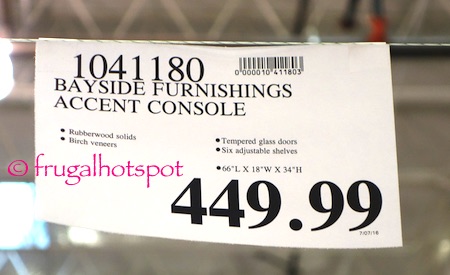 1041180
0000010411803
BAYSIDE FURNISHINGS
ACCENT CONSOLE
• Rubberwood solids
• Birch veneers
• Tempered glass doors
• Six adjustable shelves
• 66"L X 18"W X 34"H
© frugalhotspot
449.99
7/07/16